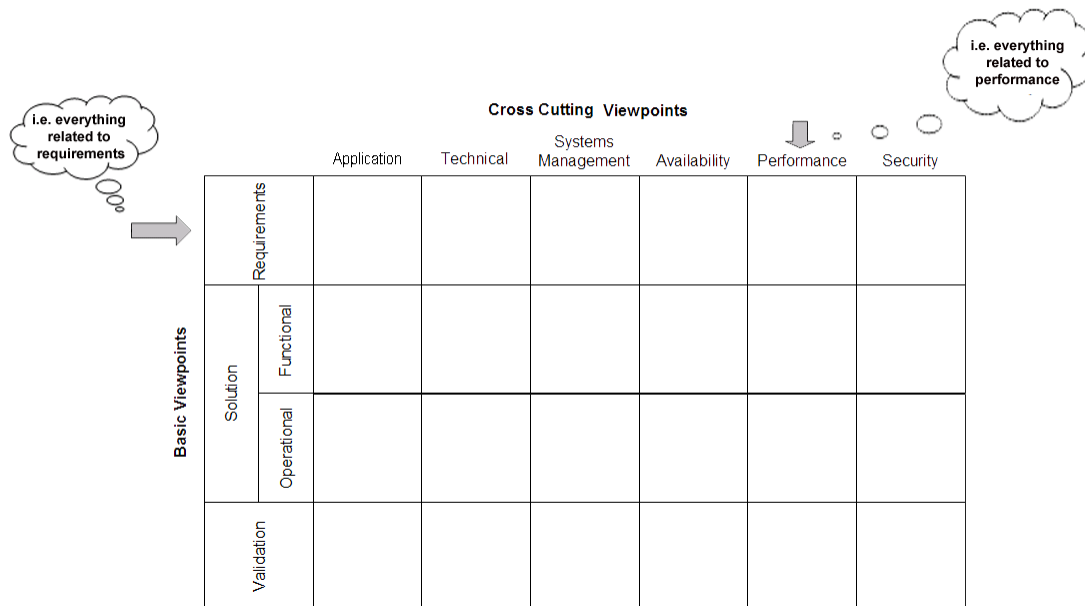 i.e. everything
related to
performance
i.e. everything
related to
requirements
Cross Cutting Viewpoints
Application
Technical
Systems
Management
Availability
Performance
Security
Basic Viewpoints
Requirements
Solution
Functional
Operational
Validation